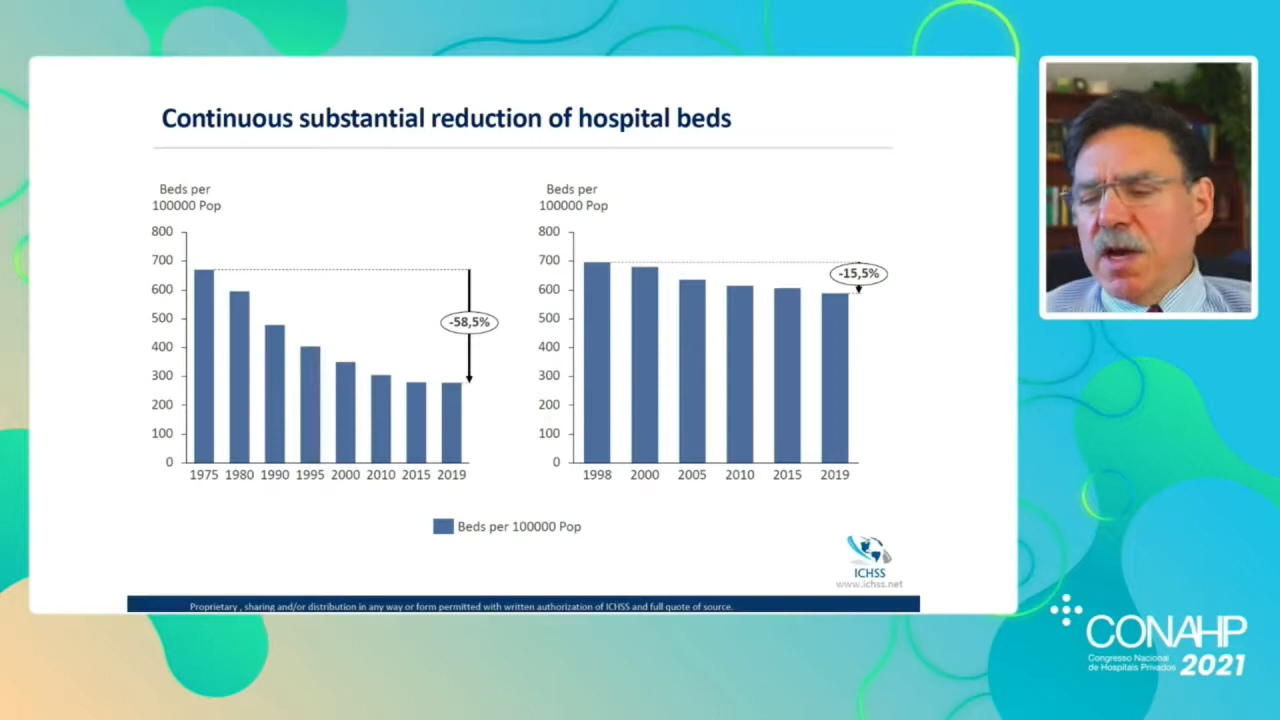 Continuous substantial reduction of hospital beds
Beds per
100000 Pop
800
700
600
500
400
300
200
100
0
-58,5%
1975 1980 1990 1995 2000 2010 2015 2019
Beds per
100000 Pop
800
700
600
500
400
300
200
100
0
-15,5%
1998 2000 2005 2010 2015 2019
Beds per 100000 Pop
ICHSS
www.ichss.net
Proprietary , sharing and/or distribution in any way or form permitted with written authorization of ICHSS and full quote of source.
CONAHP
Congresso Nacional
de Hospitais Privados 2021